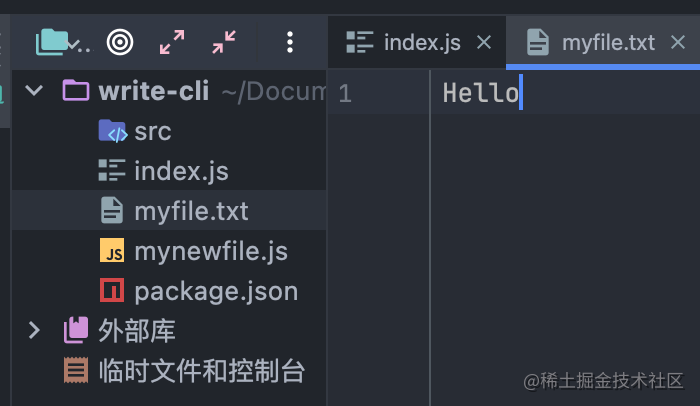 index.js
myfile.txt
write-cli ~/Docum
src
index.js
myfile.txt
JS mynewfile.js
package.json
外部库
临时文件和控制台
1 Hello
@稀土掘金技术社区